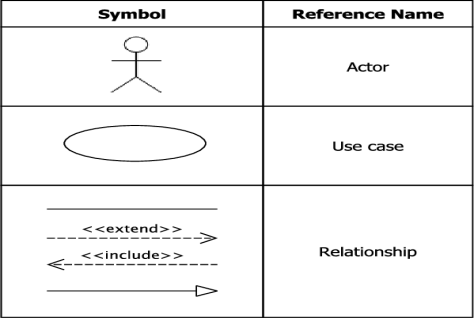 Symbol Reference Name
Actor
Use case
<<extend>>
<<include>>
Relationship